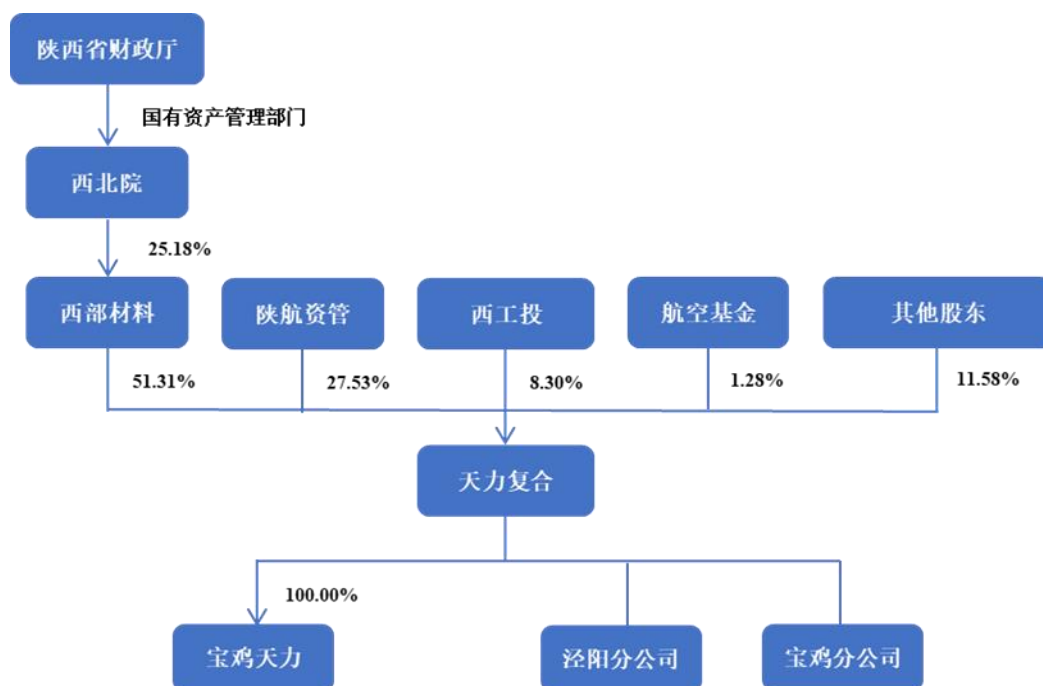 陕西省财政厅
国有资产管理部门
西北院
25.18%
西部材料
陕航资管
西工投
航空基金
其他股东
51.31%
27.53%
8.30%
1.28%
11.58%
天力复合
100.00%
宝鸡天力
泾阳分公司
宝鸡分公司